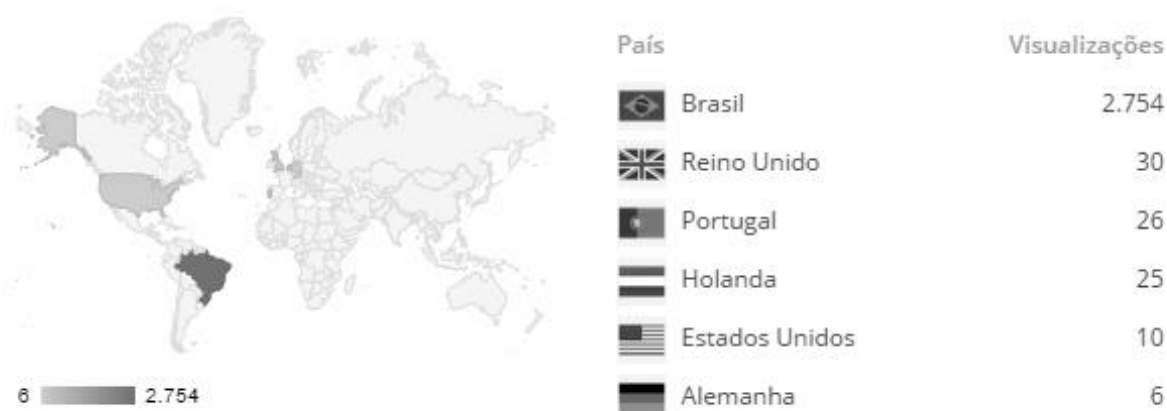 País Visualizações
Brasil 2.754
Reino Unido 30
Portugal 26
Holanda 25
Estados Unidos 10
Alemanha 6
6 2.754